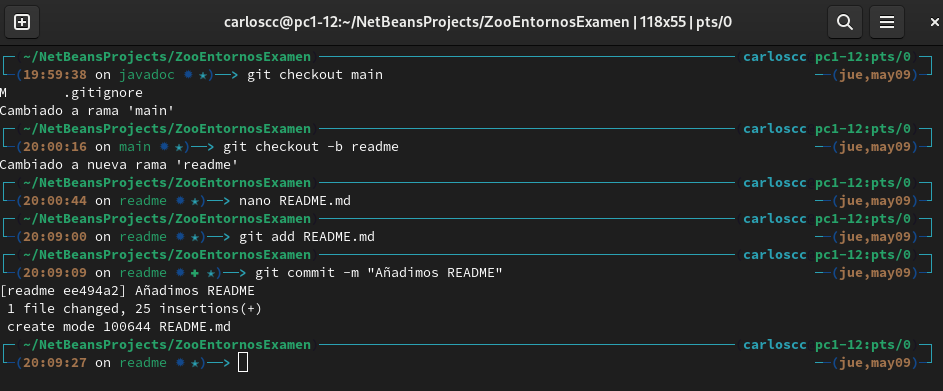 carloscc@pc1-12:~/NetBeansProjects/ZooEntornosExamen | 118x55 | pts/0
~/NetBeansProjects/ZooEntornosExamen carloscc pc1-12:pts/0
(19:59:38 on javadoc ● ★)──> git checkout main (jue,may09)
M .gitignore
Cambiado a rama 'main'
~/NetBeansProjects/ZooEntornosExamen carloscc pc1-12:pts/0
(20:00:16 on main ● ★)──> git checkout -b readme (jue,may09)
Cambiado a nueva rama 'readme'
~/NetBeansProjects/ZooEntornosExamen carloscc pc1-12:pts/0
(20:00:44 on readme ● ★)──> nano README.md (jue,may09)
~/NetBeansProjects/ZooEntornosExamen carloscc pc1-12:pts/0
(20:09:00 on readme ● ★)──> git add README.md (jue,may09)
~/NetBeansProjects/ZooEntornosExamen carloscc pc1-12:pts/0
(20:09:09 on readme ● ✚ ★)──> git commit -m "Añadimos README" (jue,may09)
[readme ee494a2] Añadimos README
1 file changed, 25 insertions(+)
create mode 100644 README.md
~/NetBeansProjects/ZooEntornosExamen carloscc pc1-12:pts/0
(20:09:27 on readme ● ★)──> (jue,may09)